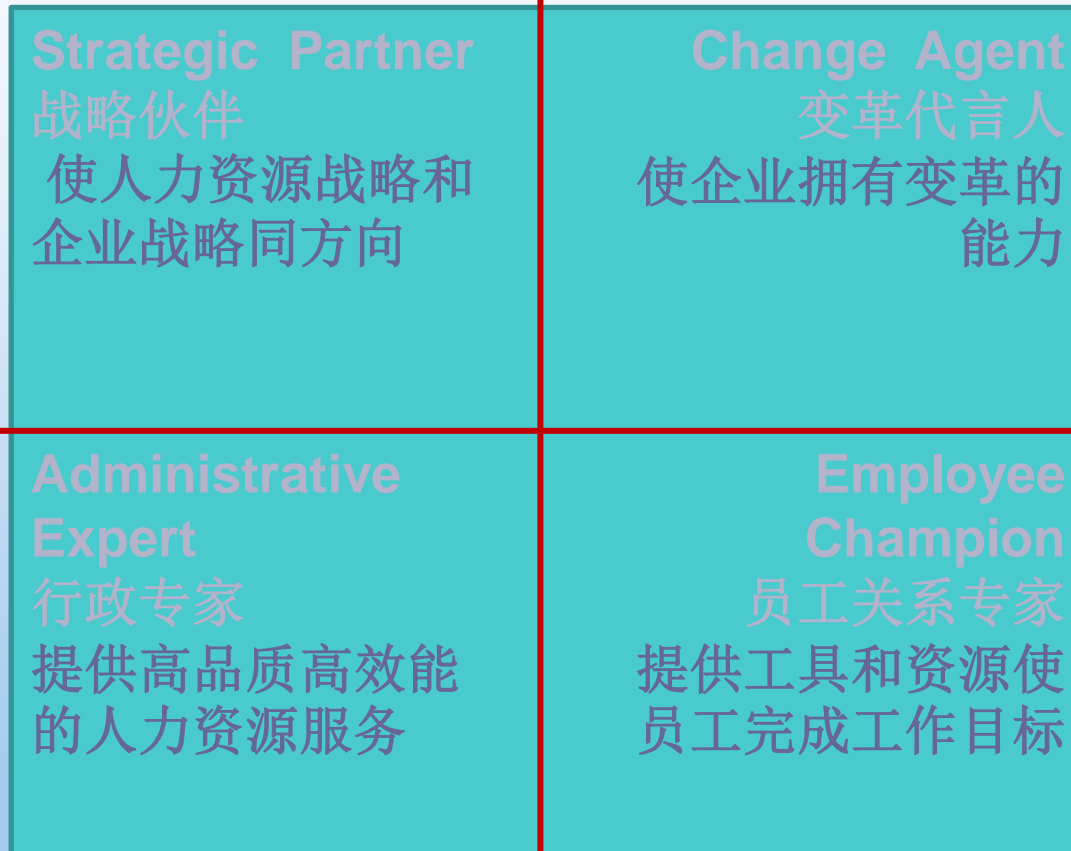 Strategic Partner
战略伙伴
使人力资源战略和
企业战略同方向
Change Agent
变革代言人
使企业拥有变革的
能力
Administrative
Expert
行政专家
提供高品质高效能
的人力资源服务
Employee
Champion
员工关系专家
提供工具和资源使
员工完成工作目标